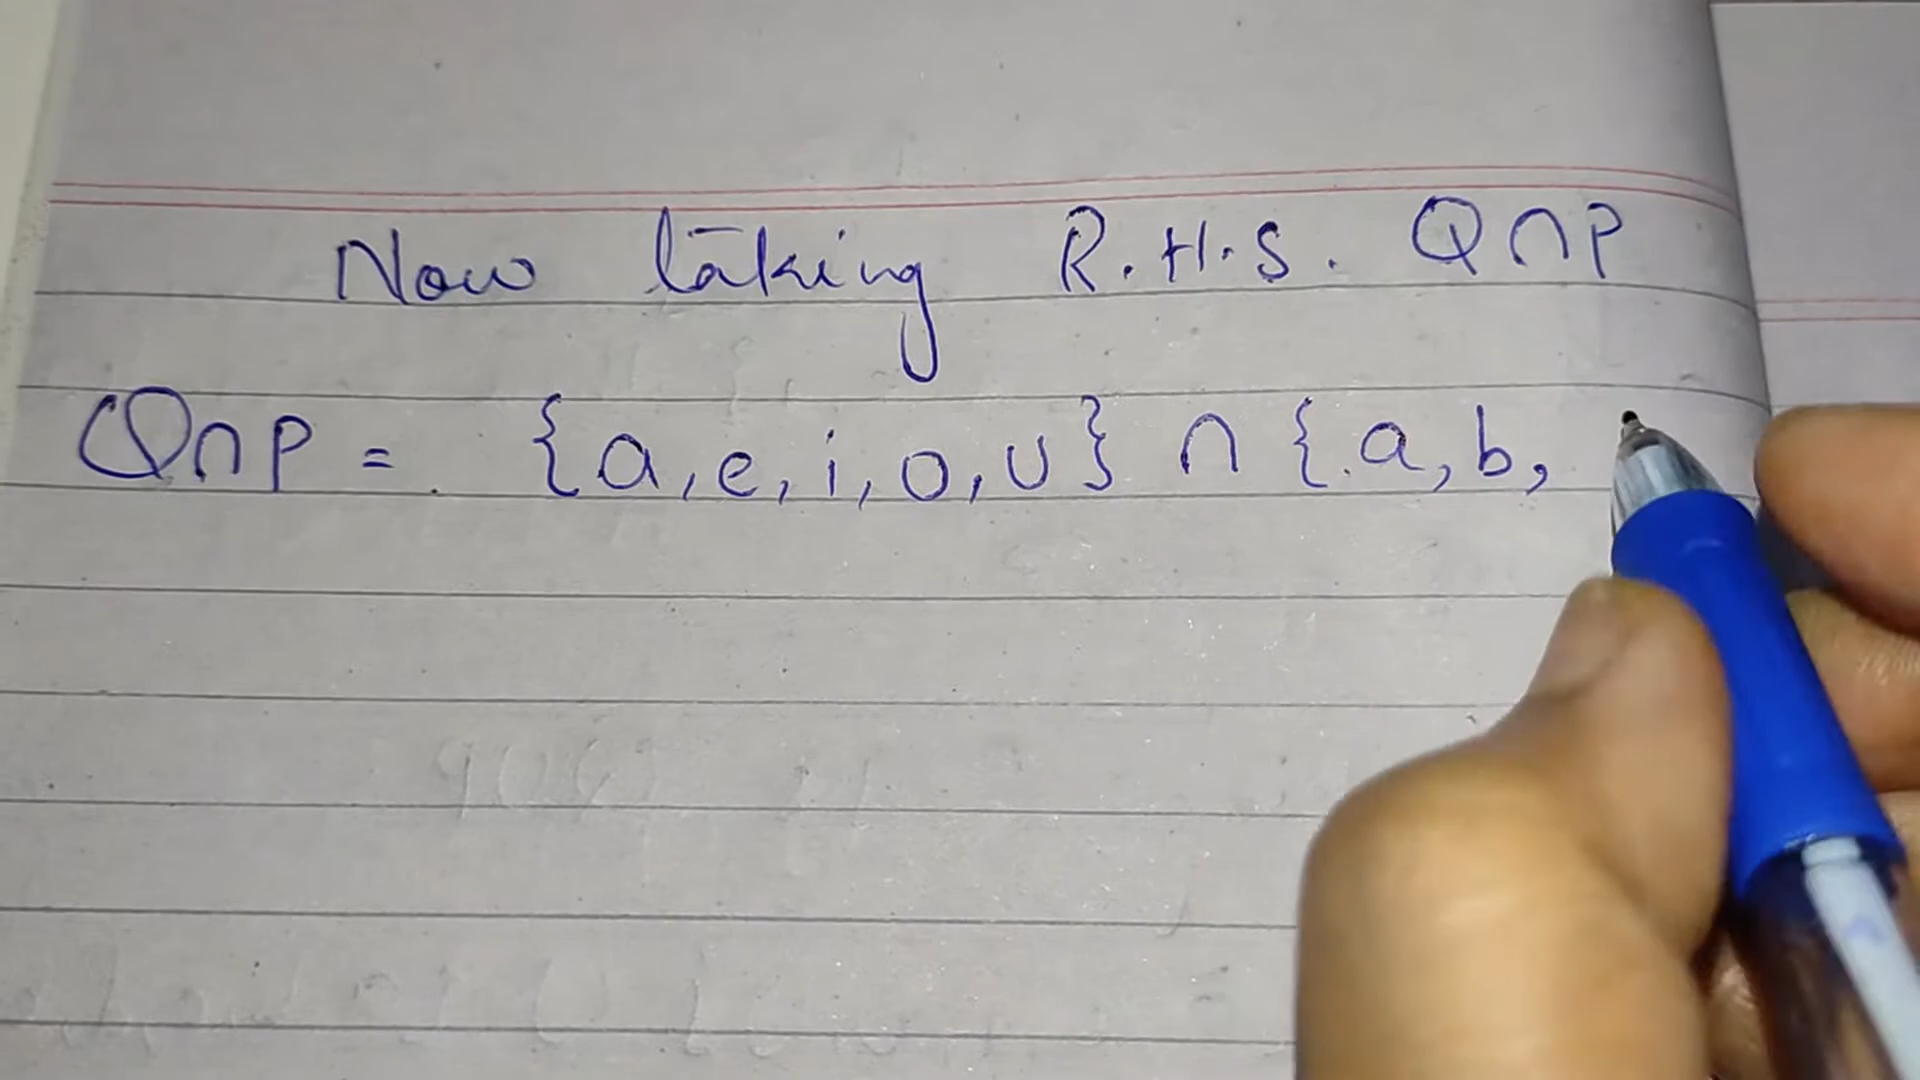 Now taking R.H.S. Q∩P
Q∩P = {a,e,i,o,u} ∩ {a,b,